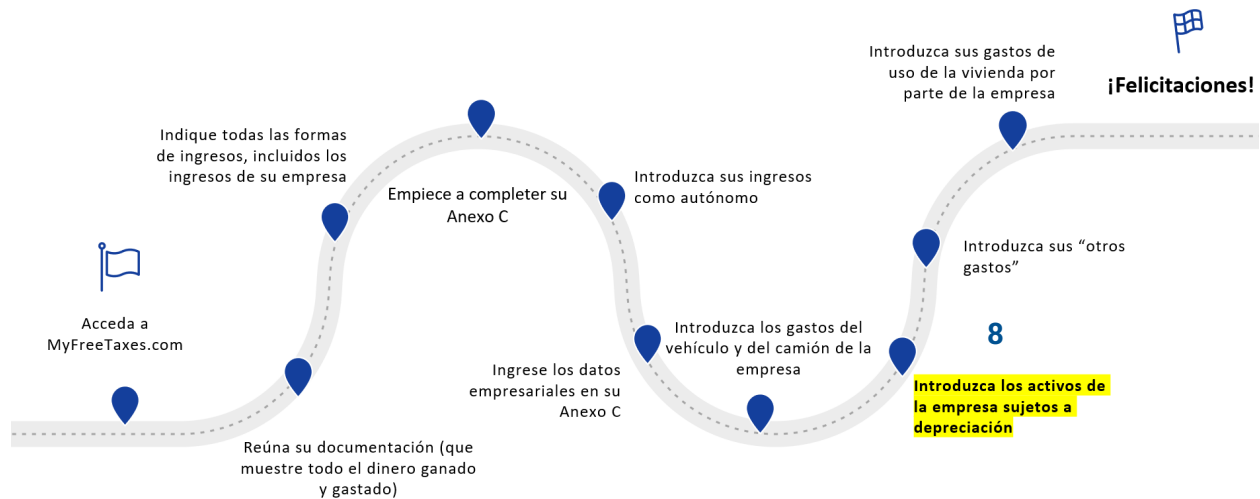 Acceda a
MyFreeTaxes.com
Reúna su documentación (que
muestre todo el dinero ganado
y gastado)
Indique todas las formas
de ingresos, incluidos los
ingresos de su empresa
Empiece a completer su
Anexo C
Introduzca sus ingresos
como autónomo
Ingrese los datos
empresariales en su
Anexo C
Introduzca los gastos del
vehículo y del camión de la
empresa
8
Introduzca los activos de
la empresa sujetos a
depreciación
Introduzca sus “otros
gastos”
Introduzca sus gastos de
uso de la vivienda por
parte de la empresa
¡Felicitaciones!